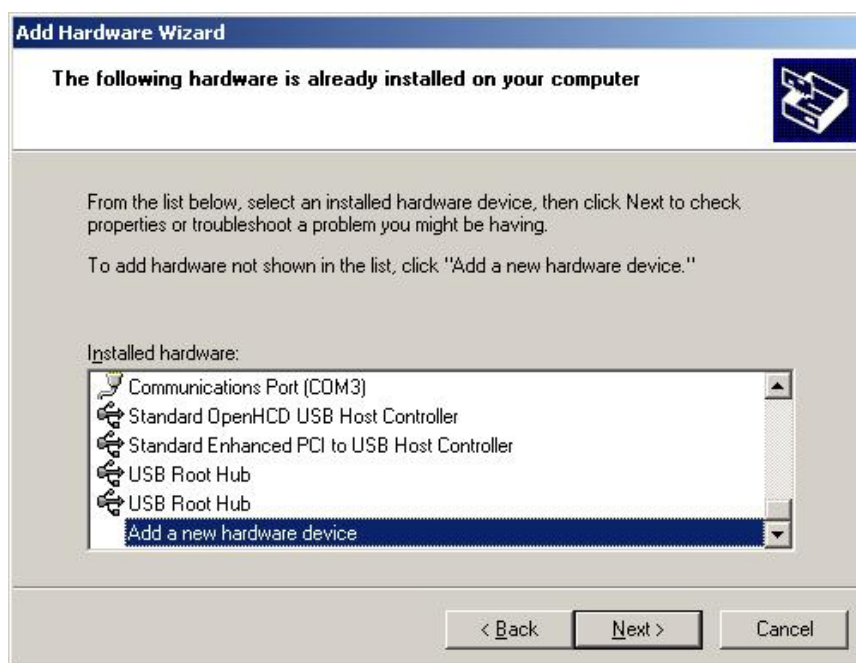 Add Hardware Wizard
The following hardware is already installed on your computer
From the list below, select an installed hardware device, then click Next to check
properties or troubleshoot a problem you might be having.
To add hardware not shown in the list, click "Add a new hardware device."
Installed hardware:
Communications Port (COM3)
Standard OpenHCD USB Host Controller
Standard Enhanced PCI to USB Host Controller
USB Root Hub
USB Root Hub
Add a new hardware device
< Back
Next >
Cancel